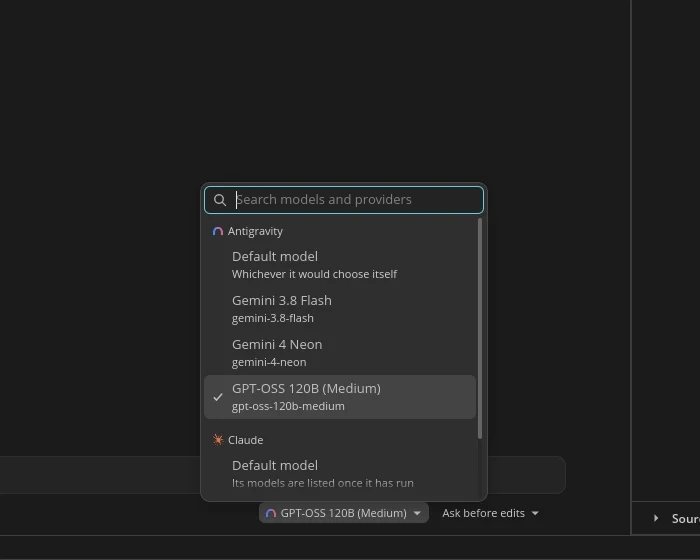 Search models and providers
Antigravity
Default model
Whichever it would choose itself
Gemini 3.8 Flash
gemini-3.8-flash
Gemini 4 Neon
gemini-4-neon
GPT-OSS 120B (Medium)
gpt-oss-120b-medium
Claude
Default model
Its models are listed once it has run
GPT-OSS 120B (Medium)
Ask before edits
Sour